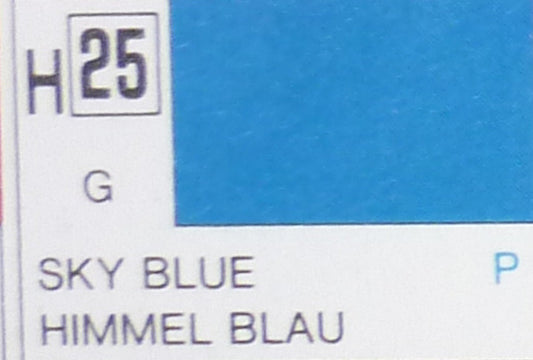 H 25
G
SKY BLUE P
HIMMEL BLAU